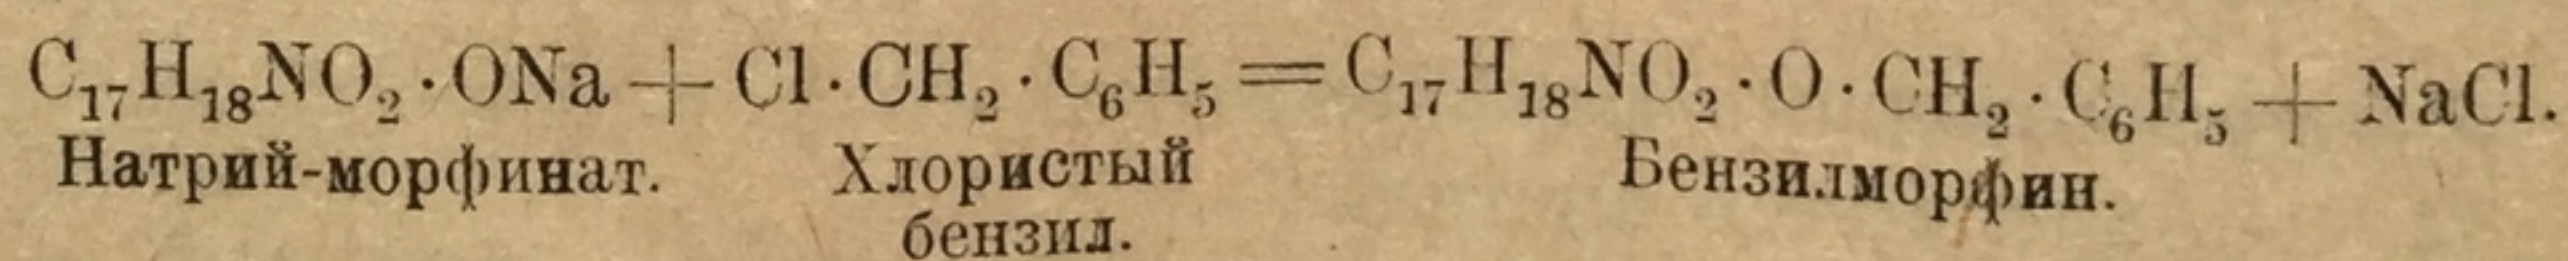 C₁₇H₁₈NO₂·ONa + Cl·CH₂·C₆H₅ = C₁₇H₁₈NO₂·O·CH₂·C₆H₅ + NaCl.
Натрий-морфинат. Хлористый Бензилморфин.
бензил.